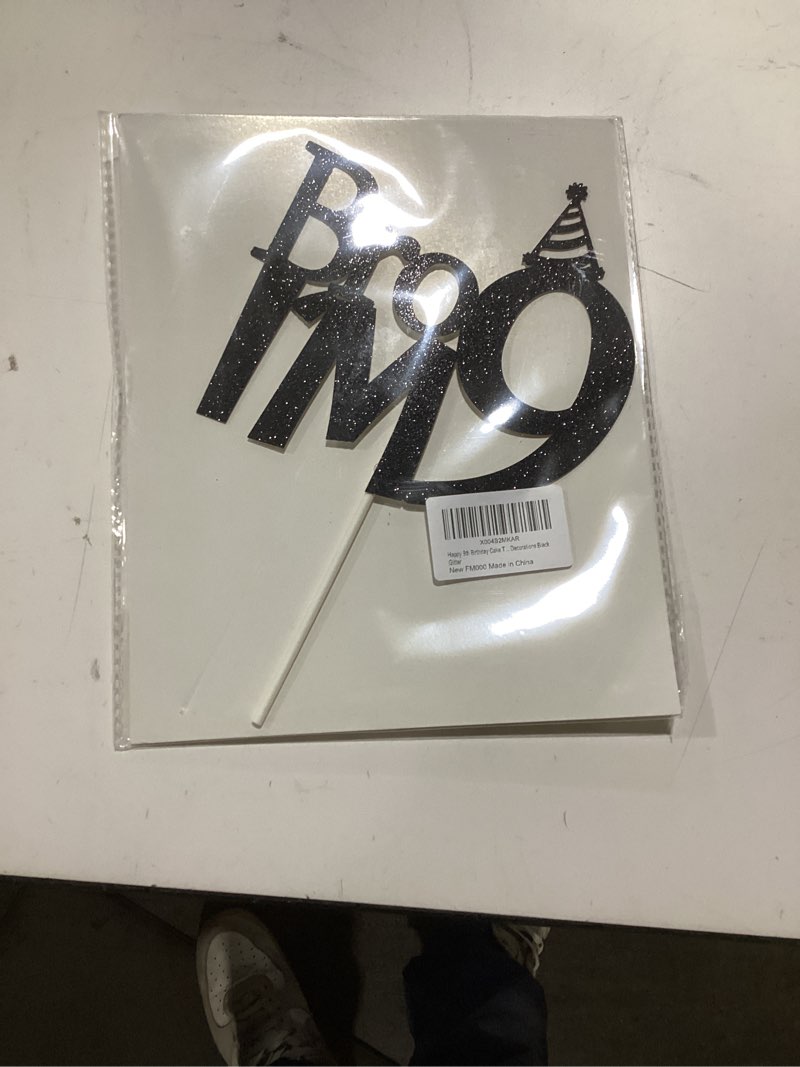 Bro
I'M 9
X00492MKAR
Happy 9th Birthday Cake T... Decorations Black
Glitter
New FM000 Made in China